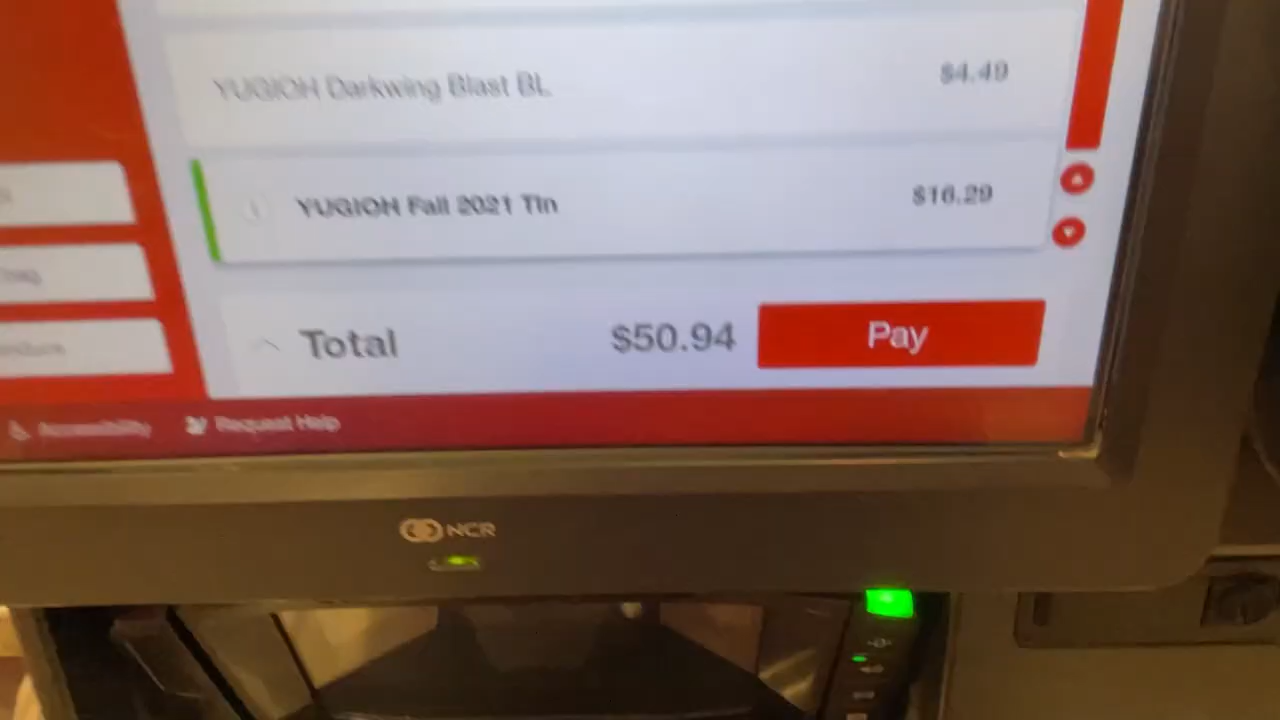 YUGIOH Darkwing Blast BL $4.49
YUGIOH Fall 2021 Tin $16.29
Total $50.94 Pay
Accessibility Request Help
NCR